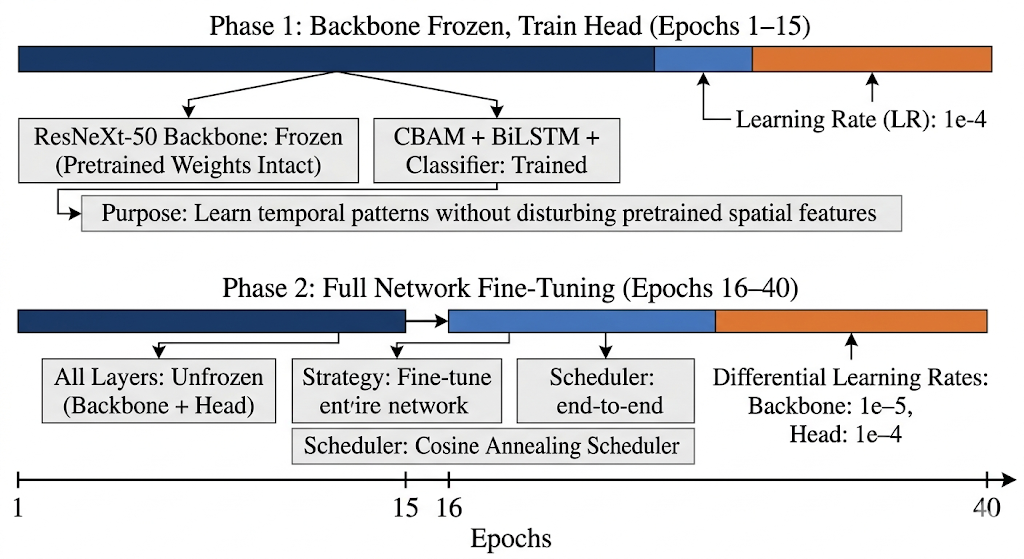 Phase 1: Backbone Frozen, Train Head (Epochs 1–15)
ResNeXt-50 Backbone: Frozen
(Pretrained Weights Intact)
CBAM + BiLSTM +
Classifier: Trained
Learning Rate (LR): 1e-4
Purpose: Learn temporal patterns without disturbing pretrained spatial features
Phase 2: Full Network Fine-Tuning (Epochs 16–40)
All Layers: Unfrozen
(Backbone + Head)
Strategy: Fine-tune
ent'ire network
Scheduler:
end-to-end
Differential Learning Rates:
Backbone: 1e–5,
Head: 1e–4
Scheduler: Cosine Annealing Scheduler
1 15 16 40
Epochs